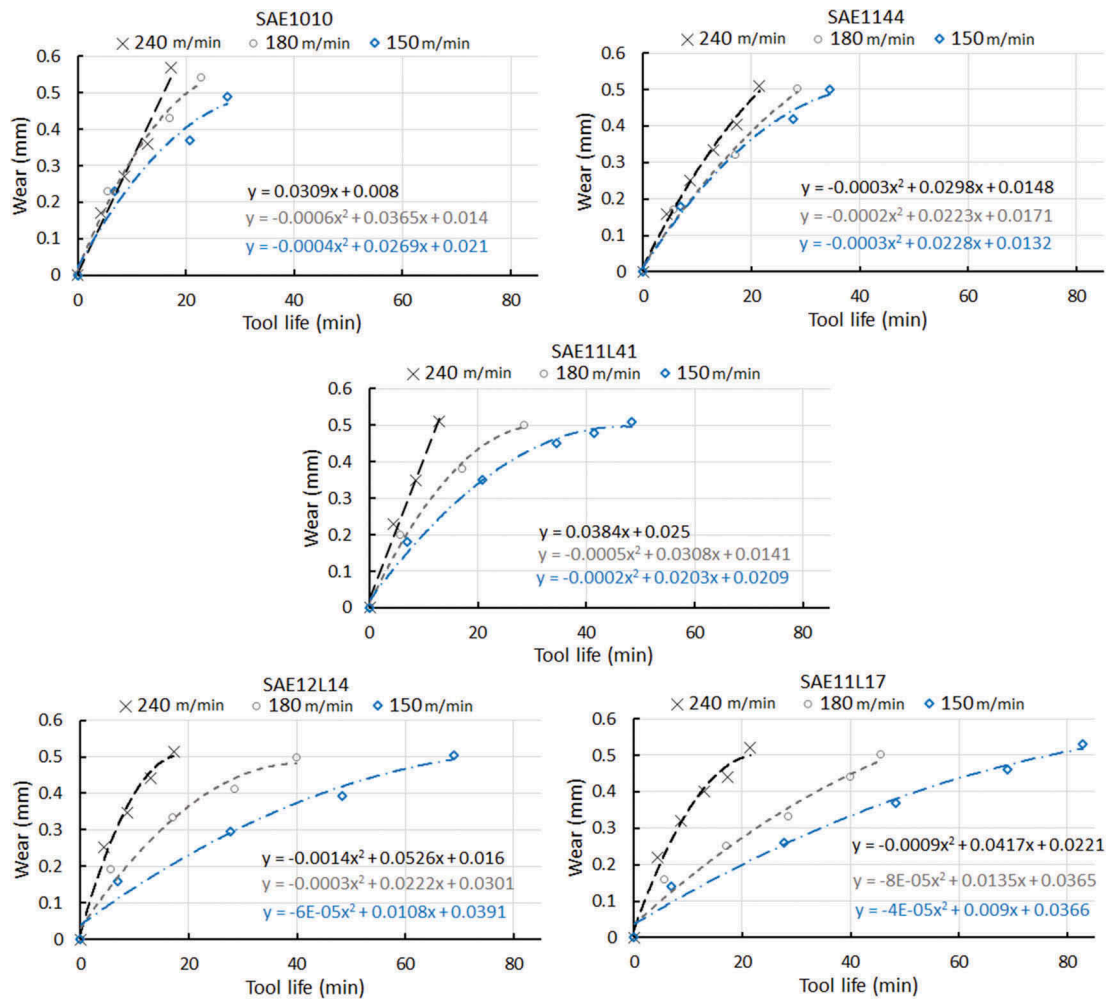 SAE1010
240 m/min 180 m/min 150 m/min
Wear (mm)
0.6
0.5
0.4
0.3
0.2
0.1
0
y = 0.0309x + 0.008
y = -0.0006x² + 0.0365x + 0.014
y = -0.0004x² + 0.0269x + 0.021
0 20 40 60 80
Tool life (min)
SAE1144
240 m/min 180 m/min 150 m/min
Wear (mm)
0.6
0.5
0.4
0.3
0.2
0.1
0
y = -0.0003x² + 0.0298x + 0.0148
y = -0.0002x² + 0.0223x + 0.0171
y = -0.0003x² + 0.0228x + 0.0132
0 20 40 60 80
Tool life (min)
SAE11L41
240 m/min 180 m/min 150 m/min
Wear (mm)
0.6
0.5
0.4
0.3
0.2
0.1
0
y = 0.0384x + 0.025
y = -0.0005x² + 0.0308x + 0.0141
y = -0.0002x² + 0.0203x + 0.0209
0 20 40 60 80
Tool life (min)
SAE12L14
240 m/min 180 m/min 150 m/min
Wear (mm)
0.6
0.5
0.4
0.3
0.2
0.1
0
y = -0.0014x² + 0.0526x + 0.016
y = -0.0003x² + 0.0222x + 0.0301
y = -6E-05x² + 0.0108x + 0.0391
0 20 40 60 80
Tool life (min)
SAE11L17
240 m/min 180 m/min 150 m/min
Wear (mm)
0.6
0.5
0.4
0.3
0.2
0.1
0
y = -0.0009x² + 0.0417x + 0.0221
y = -8E-05x² + 0.0135x + 0.0365
y = -4E-05x² + 0.009x + 0.0366
0 20 40 60 80
Tool life (min)